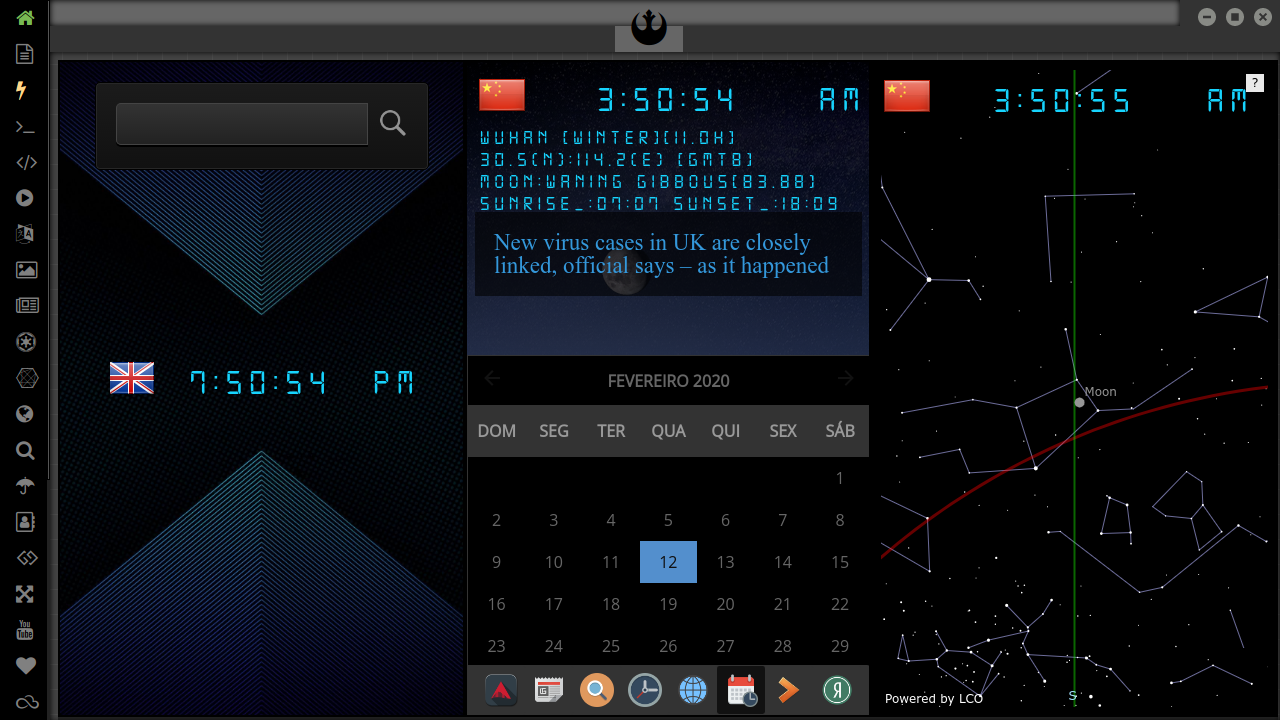 7:50:54 PM
3:50:54 AM
WUHAN (WINTER)(11.0H)
30.5(N):114.2(E) (GMT8)
MOON:WANING GIBBOUS(83.88)
SUNRISE_:07:07 SUNSET_:18:09
New virus cases in UK are closely
linked, official says – as it happened
FEVEREIRO 2020
DOM SEG TER QUA QUI SEX SÁB
1
2 3 4 5 6 7 8
9 10 11 12 13 14 15
16 17 18 19 20 21 22
23 24 25 26 27 28 29
3:50:55 AM
?
Moon
S
Powered by LCO
You
Tube
Я